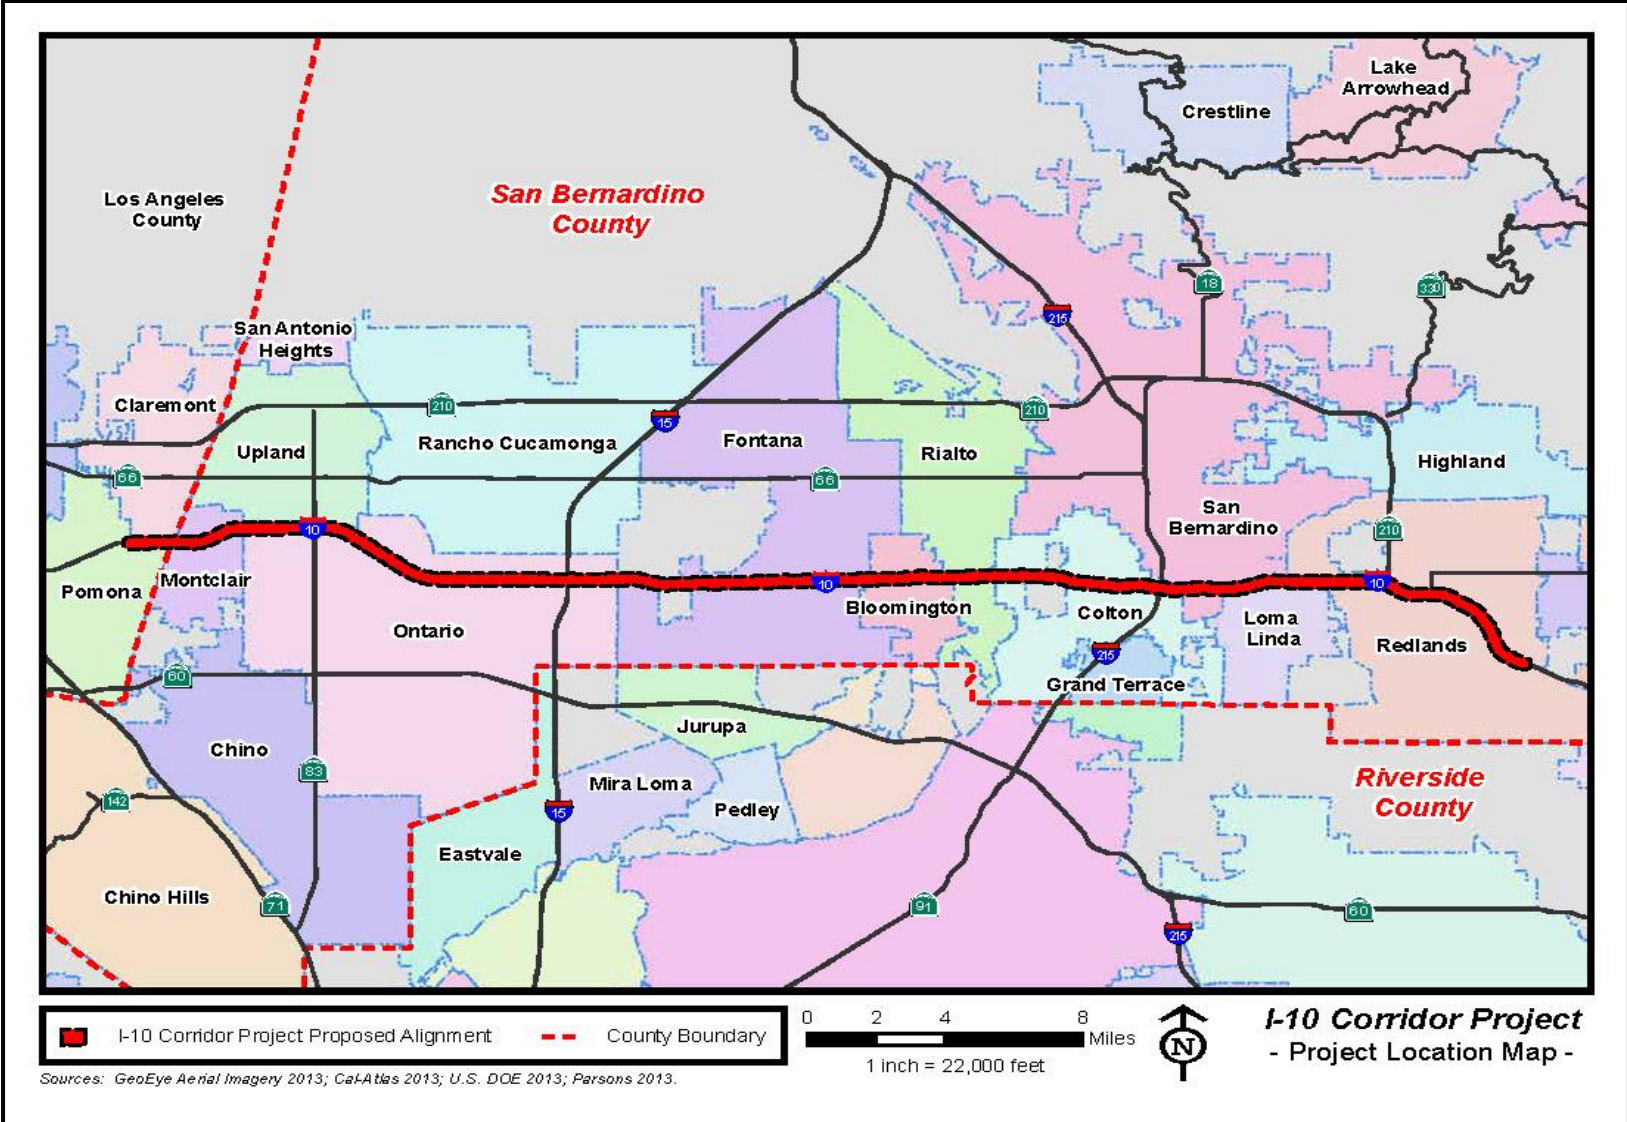 Lake
Arrowhead
Crestline
Los Angeles
County
San Bernardino
County
18
330
215
San Antonio
Heights
Claremont
210
15
210
Upland
Rancho Cucamonga
Fontana
Rialto
Highland
66
66
San
Bernardino
10
210
Pomona
Montclair
10
10
Bloomington
Ontario
Colton
Loma
Linda
Redlands
215
60
Grand Terrace
Jurupa
Chino
83
Mira Loma
Pedley
Riverside
County
142
15
Eastvale
Chino Hills
71
91
60
215
I-10 Corridor Project Proposed Alignment
County Boundary
0 2 4 8
Miles
1 inch = 22,000 feet
N
I-10 Corridor Project
- Project Location Map -
Sources: GeoEye Aerial Imagery 2013; Cal-Atlas 2013; U.S. DOE 2013; Parsons 2013.